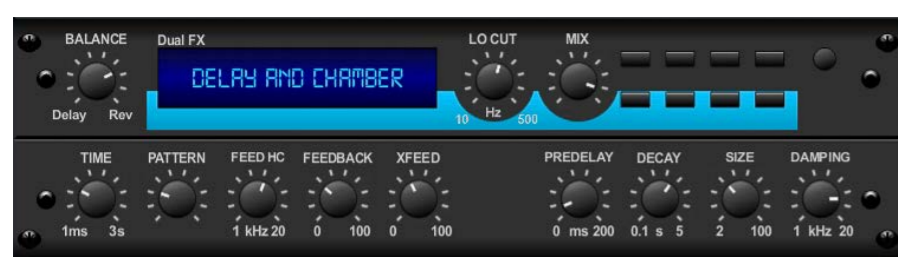 BALANCE
Dual FX
LO CUT
MIX
DELAY AND CHAMBER
Delay Rev
10 Hz 500
TIME
PATTERN
FEED HC
FEEDBACK
XFEED
PREDELAY
DECAY
SIZE
DAMPING
1ms 3s
1 kHz 20
0 100
0 100
0 ms 200
0.1 s 5
2 100
1 kHz 20